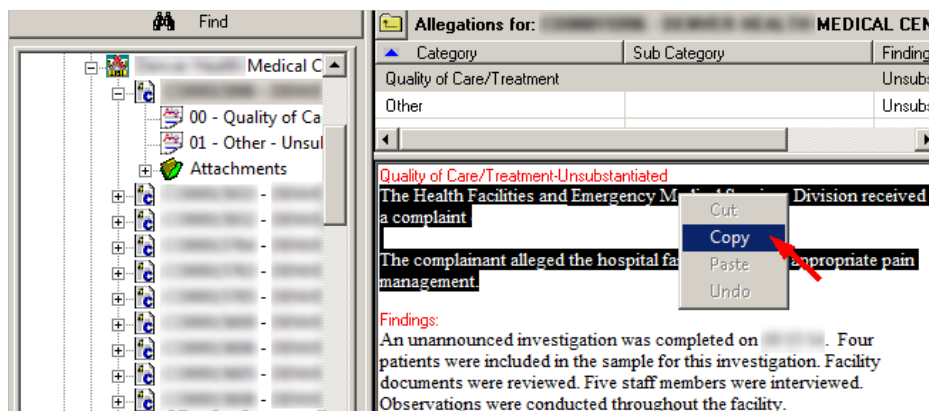 Find
Allegations for: MEDICAL CEN
Category Sub Category Finding
Quality of Care/Treatment Unsubs
Other Unsubs
Medical C
00 - Quality of Ca
01 - Other - Unsul
Attachments
Quality of Care/Treatment-Unsubstantiated
The Health Facilities and Emergency M Division received
a complaint
The complainant alleged the hospital fa appropriate pain
management.
Cut
Copy
Paste
Undo
Findings:
An unannounced investigation was completed on . Four
patients were included in the sample for this investigation. Facility
documents were reviewed. Five staff members were interviewed.
Observations were conducted throughout the facility.